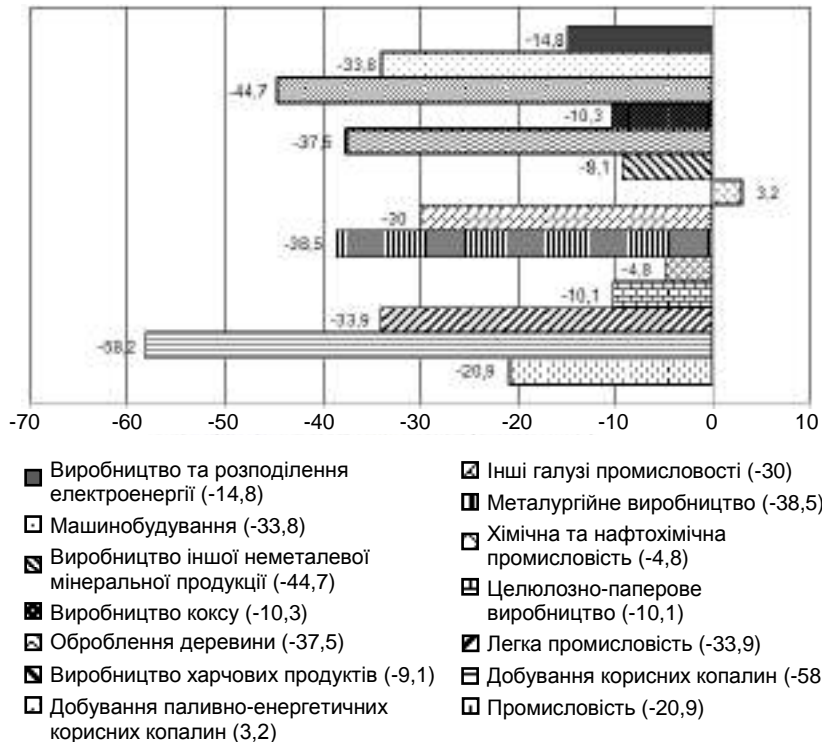 -14,8
-33,8
-44,7
-10,3
-37,5
-9,1
3,2
-30
-38,5
-4,8
-10,1
-33,9
-58,2
-20,9
-70 -60 -50 -40 -30 -20 -10 0 10
Виробництво та розподілення
електроенергії (-14,8)
Машинобудування (-33,8)
Виробництво іншої неметалевої
мінеральної продукції (-44,7)
Виробництво коксу (-10,3)
Оброблення деревини (-37,5)
Виробництво харчових продуктів (-9,1)
Добування паливно-енергетичних
корисних копалин (3,2)
Інші галузі промисловості (-30)
Металургійне виробництво (-38,5)
Хімічна та нафтохімічна
промисловість (-4,8)
Целюлозно-паперове
виробництво (-10,1)
Легка промисловість (-33,9)
Добування корисних копалин (-58
Промисловість (-20,9)